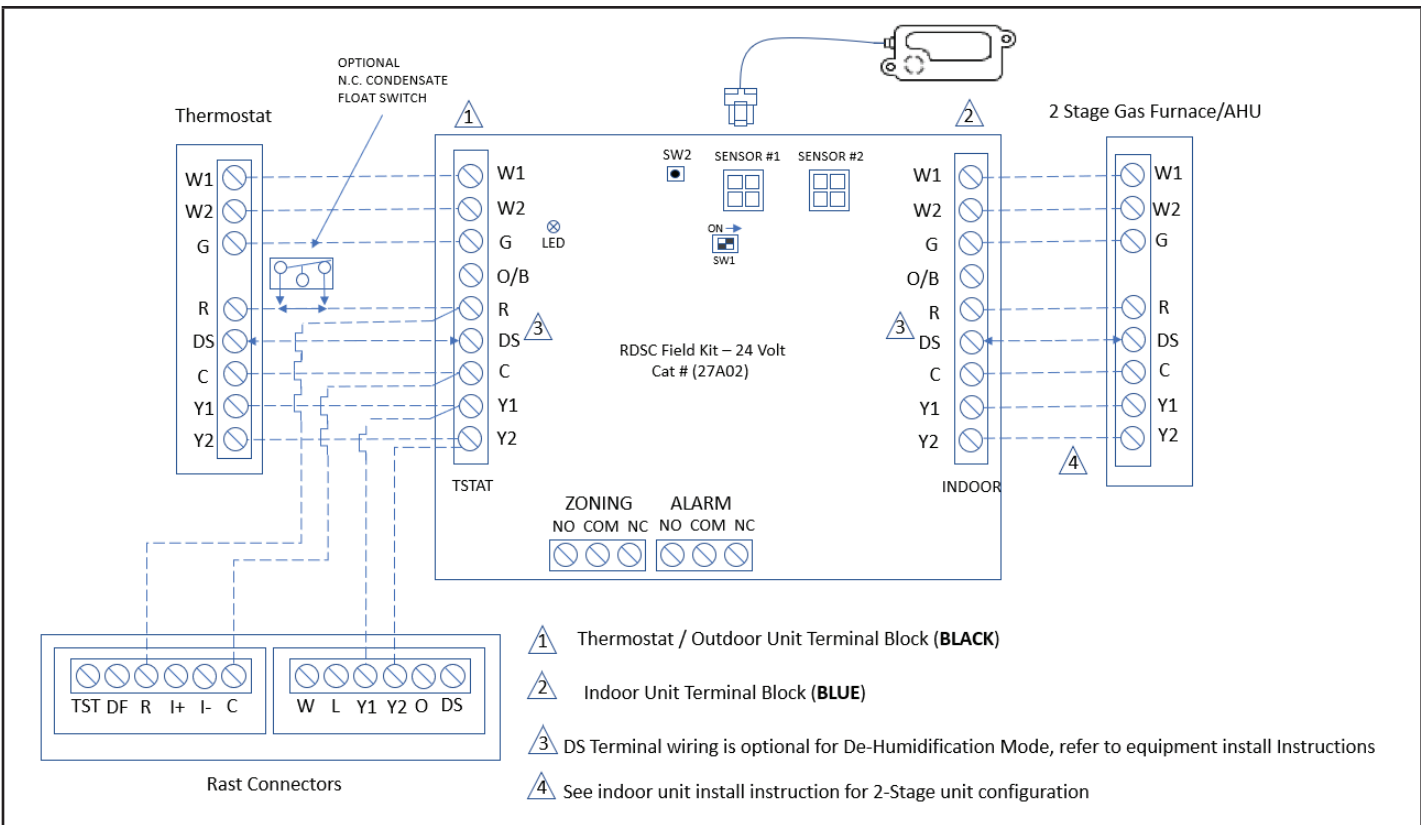 OPTIONAL
N.C. CONDENSATE
FLOAT SWITCH
Thermostat
1
2
2 Stage Gas Furnace/AHU
W1
W2
G
R
DS
C
Y1
Y2
W1
W2
G
O/B
R
DS
3
C
Y1
Y2
TSTAT
LED
SW2
SENSOR #1
SENSOR #2
ON
SW1
RDSC Field Kit – 24 Volt
Cat # (27A02)
W1
W2
G
O/B
R
3
DS
C
Y1
Y2
INDOOR
W1
W2
G
R
DS
C
Y1
Y2
4
ZONING
NO COM NC
ALARM
NO COM NC
TST DF R I+ I- C
W L Y1 Y2 O DS
Rast Connectors
1 Thermostat / Outdoor Unit Terminal Block (BLACK)
2 Indoor Unit Terminal Block (BLUE)
3 DS Terminal wiring is optional for De-Humidification Mode, refer to equipment install Instructions
4 See indoor unit install instruction for 2-Stage unit configuration